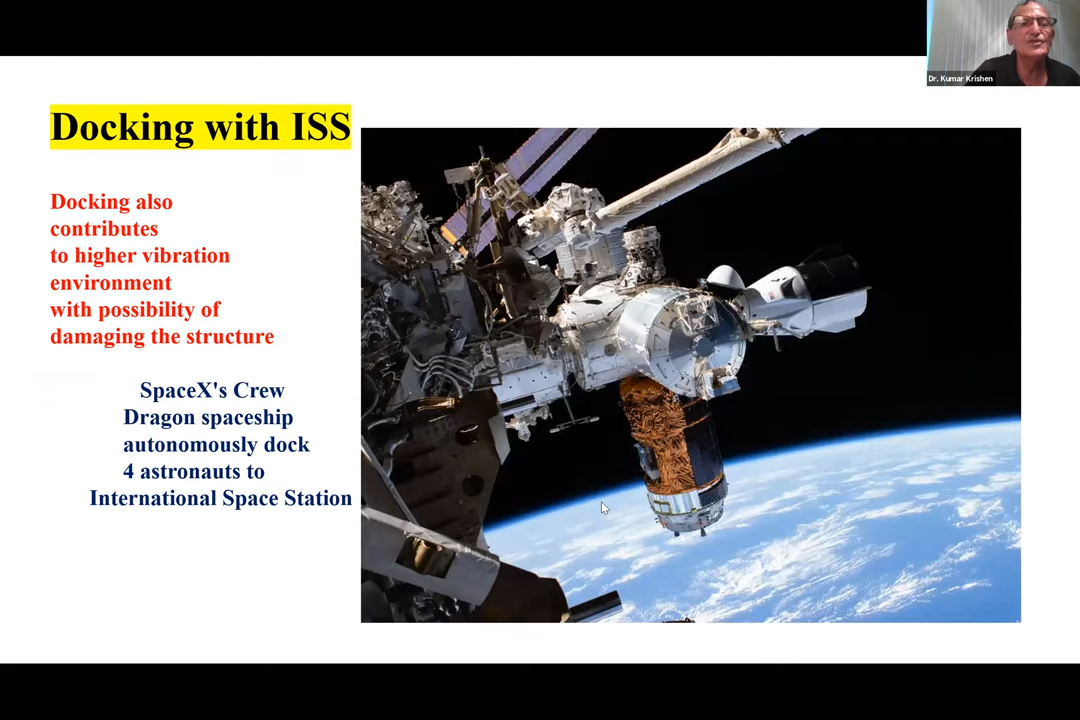 Dr. Kumar Krishen
Docking with ISS
Docking also
contributes
to higher vibration
environment
with possibility of
damaging the structure
SpaceX's Crew
Dragon spaceship
autonomously dock
4 astronauts to
International Space Station